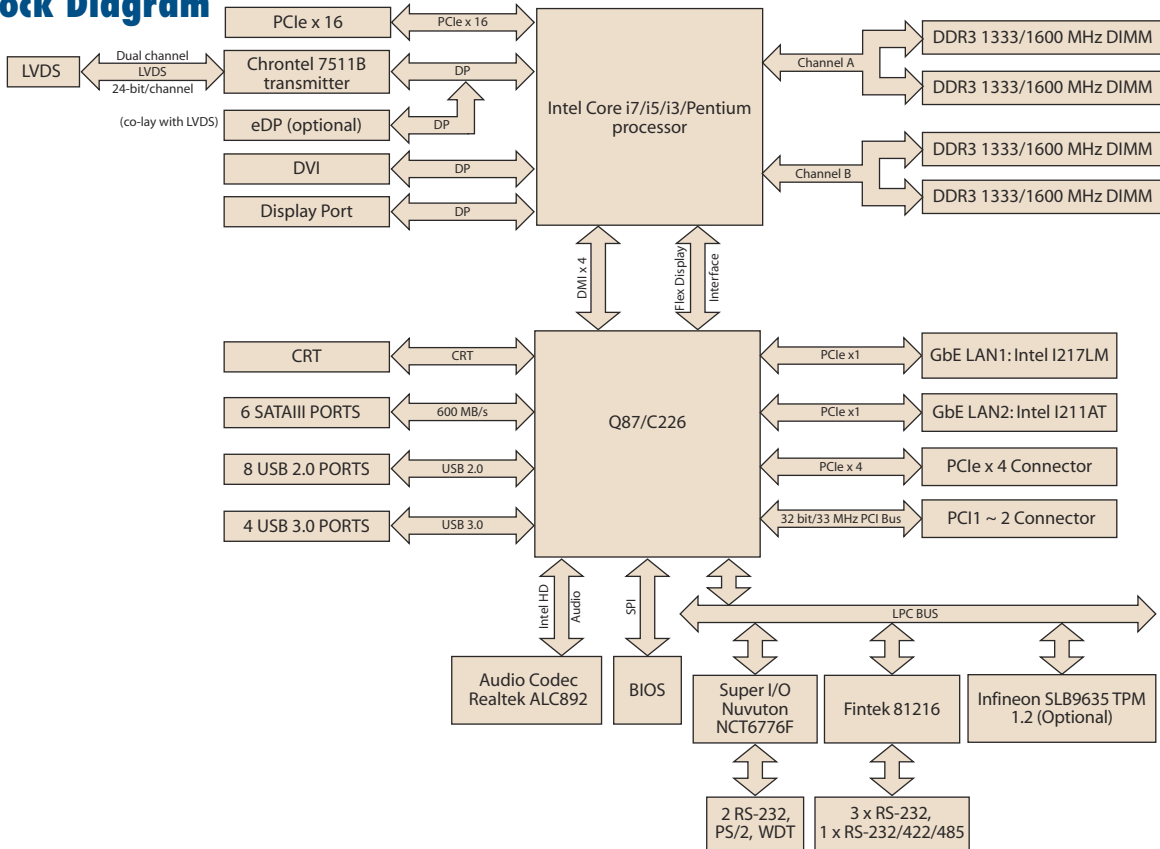 ock Diagram
PCIe x 16
PCIe x 16
LVDS
Dual channel
LVDS
24-bit/channel
Chrontel 7511B
transmitter
DP
(co-lay with LVDS)
eDP (optional)
DP
DVI
DP
Display Port
DP
Intel Core i7/i5/i3/Pentium
processor
Channel A
DDR3 1333/1600 MHz DIMM
DDR3 1333/1600 MHz DIMM
Channel B
DDR3 1333/1600 MHz DIMM
DDR3 1333/1600 MHz DIMM
DMI x 4
Flex Display
Interface
CRT
CRT
6 SATAIII PORTS
600 MB/s
8 USB 2.0 PORTS
USB 2.0
4 USB 3.0 PORTS
USB 3.0
Q87/C226
PCIe x1
GbE LAN1: Intel I217LM
PCIe x1
GbE LAN2: Intel I211AT
PCIe x 4
PCIe x 4 Connector
32 bit/33 MHz PCI Bus
PCI1 ~ 2 Connector
Intel HD
Audio
SPI
LPC BUS
Audio Codec
Realtek ALC892
BIOS
Super I/O
Nuvuton
NCT6776F
Fintek 81216
Infineon SLB9635 TPM
1.2 (Optional)
2 RS-232,
PS/2, WDT
3 x RS-232,
1 x RS-232/422/485